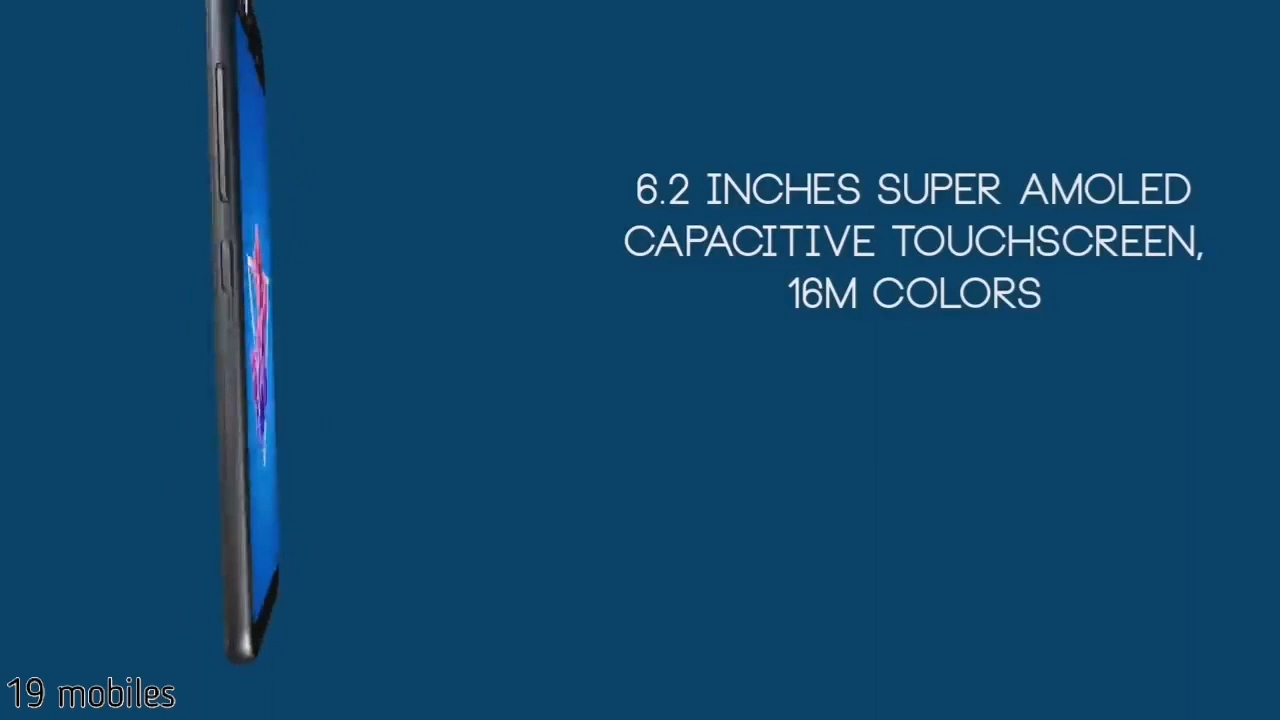 6.2 INCHES SUPER AMOLED
CAPACITIVE TOUCHSCREEN,
16M COLORS
19 mobiles